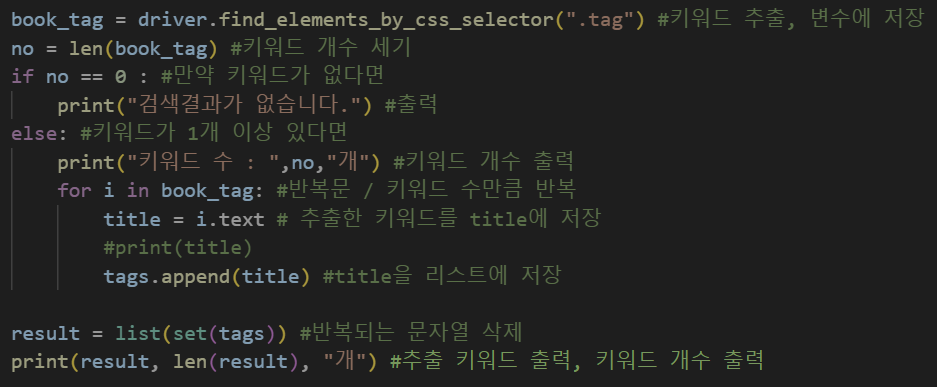 book_tag = driver.find_elements_by_css_selector(".tag") #키워드 추출, 변수에 저장
no = len(book_tag) #키워드 개수 세기
if no == 0 : #만약 키워드가 없다면
    print("검색결과가 없습니다.") #출력
else: #키워드가 1개 이상 있다면
    print("키워드 수 : ",no,"개") #키워드 개수 출력
    for i in book_tag: #반복문 / 키워드 수만큼 반복
        title = i.text # 추출한 키워드를 title에 저장
        #print(title)
        tags.append(title) #title을 리스트에 저장
result = list(set(tags)) #반복되는 문자열 삭제
print(result, len(result), "개") #추출 키워드 출력, 키워드 개수 출력